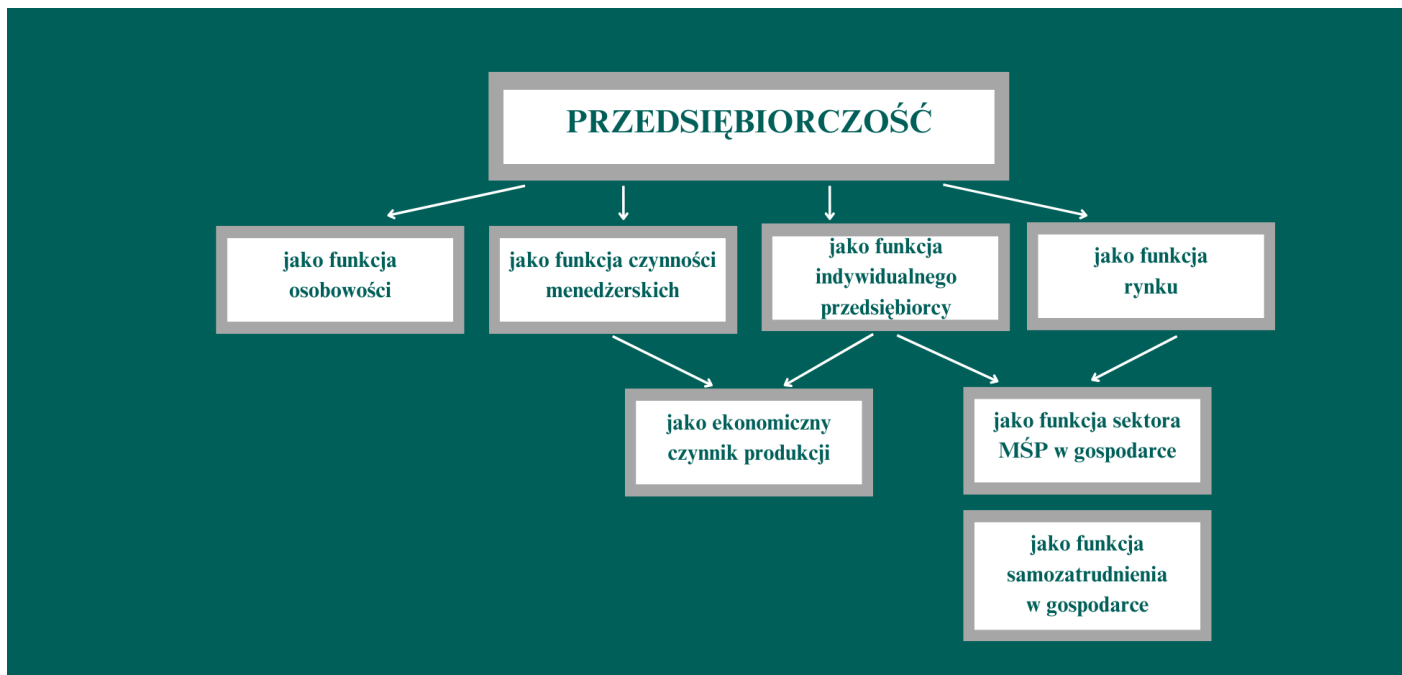 PRZEDSIĘBIORCZOŚĆ
jako funkcja
osobowości
jako funkcja czynności
menedżerskich
jako funkcja
indywidualnego
przedsiębiorcy
jako funkcja
rynku
jako ekonomiczny
czynnik produkcji
jako funkcja sektora
MŚP w gospodarce
jako funkcja
samozatrudnienia
w gospodarce